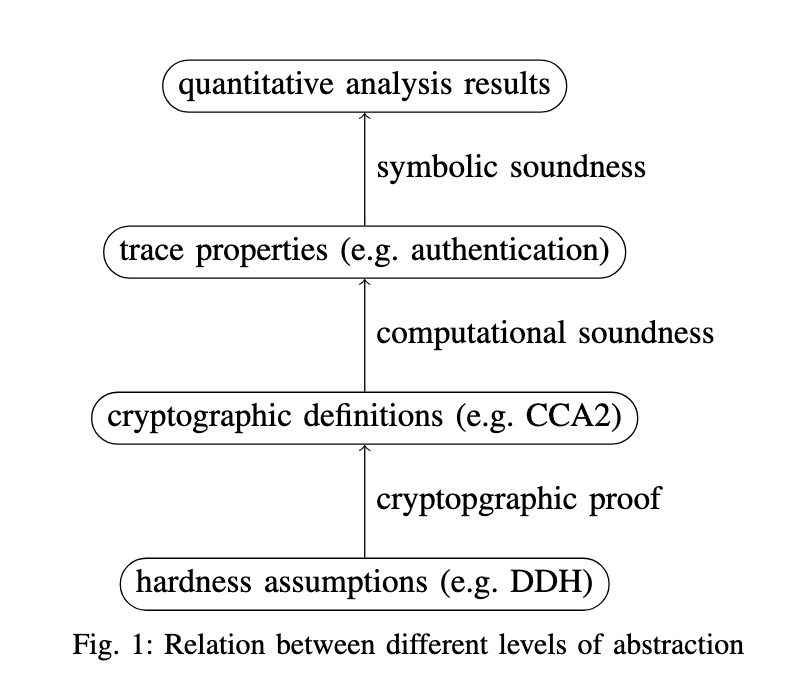 quantitative analysis results
symbolic soundness
trace properties (e.g. authentication)
computational soundness
cryptographic definitions (e.g. CCA2)
cryptopgraphic proof
hardness assumptions (e.g. DDH)
Fig. 1: Relation between different levels of abstraction